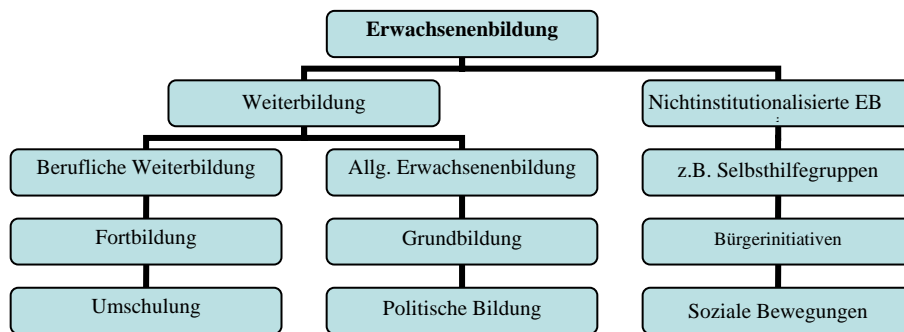 Erwachsenenbildung
Weiterbildung
Nichtinstitutionalisierte EB
:
Berufliche Weiterbildung
Allg. Erwachsenenbildung
z.B. Selbsthilfegruppen
Fortbildung
Grundbildung
Bürgerinitiativen
Umschulung
Politische Bildung
Soziale Bewegungen